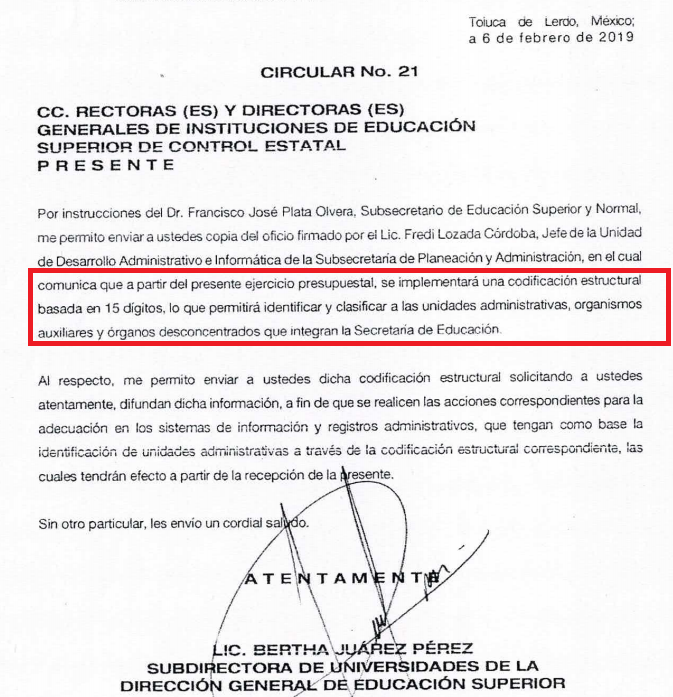 Toluca de Lerdo, México;
a 6 de febrero de 2019
CIRCULAR No. 21
CC. RECTORAS (ES) Y DIRECTORAS (ES)
GENERALES DE INSTITUCIONES DE EDUCACIÓN
SUPERIOR DE CONTROL ESTATAL
P R E S E N T E
Por instrucciones del Dr. Francisco José Plata Olvera, Subsecretario de Educación Superior y Normal,
me permito enviar a ustedes copia del oficio firmado por el Lic. Fredi Lozada Córdoba, Jefe de la Unidad
de Desarrollo Administrativo e Informática de la Subsecretaría de Planeación y Administración, en el cual
comunica que a partir del presente ejercicio presupuestal, se implementará una codificación estructural
basada en 15 dígitos, lo que permitirá identificar y clasificar a las unidades administrativas, organismos
auxiliares y órganos desconcentrados que integran la Secretaría de Educación.
Al respecto, me permito enviar a ustedes dicha codificación estructural solicitando a ustedes
atentamente, difundan dicha información, a fin de que se realicen las acciones correspondientes para la
adecuación en los sistemas de información y registros administrativos, que tengan como base la
identificación de unidades administrativas a través de la codificación estructural correspondiente, las
cuales tendrán efecto a partir de la recepción de la presente.
Sin otro particular, les envío un cordial saludo.
A T E N T A M E N T E
LIC. BERTHA JUÁREZ PÉREZ
SUBDIRECTORA DE UNIVERSIDADES DE LA
DIRECCIÓN GENERAL DE EDUCACIÓN SUPERIOR